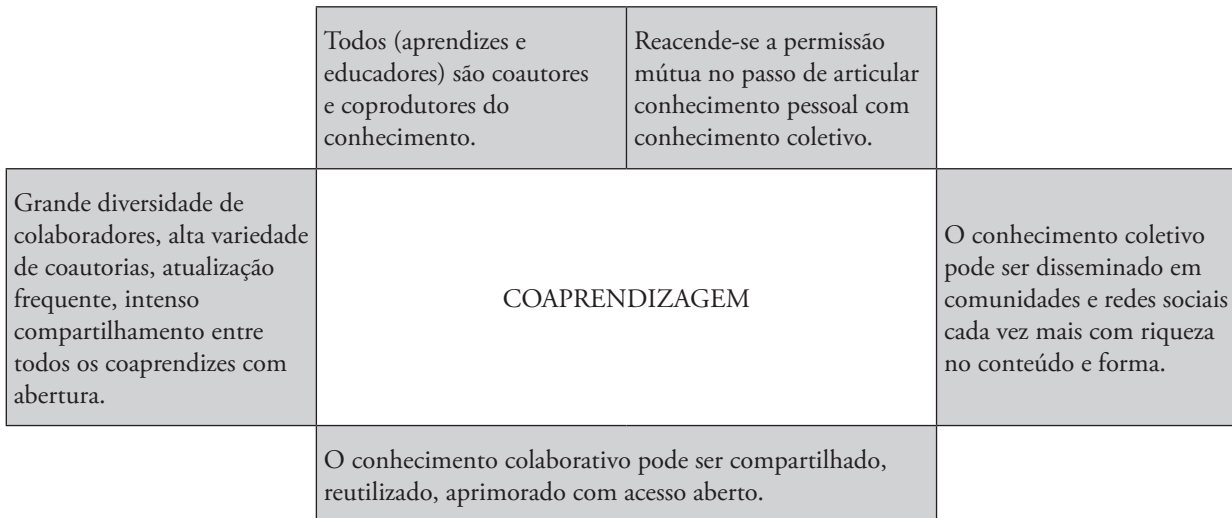 Todos (aprendizes e
educadores) são coautores
e coprodutores do
conhecimento.
Reacende-se a permissão
mútua no passo de articular
conhecimento pessoal com
conhecimento coletivo.
Grande diversidade de
colaboradores, alta variedade
de coautorias, atualização
frequente, intenso
compartilhamento entre
todos os coaprendizes com
abertura.
COAPRENDIZAGEM
O conhecimento coletivo
pode ser disseminado em
comunidades e redes sociais
cada vez mais com riqueza
no conteúdo e forma.
O conhecimento colaborativo pode ser compartilhado,
reutilizado, aprimorado com acesso aberto.